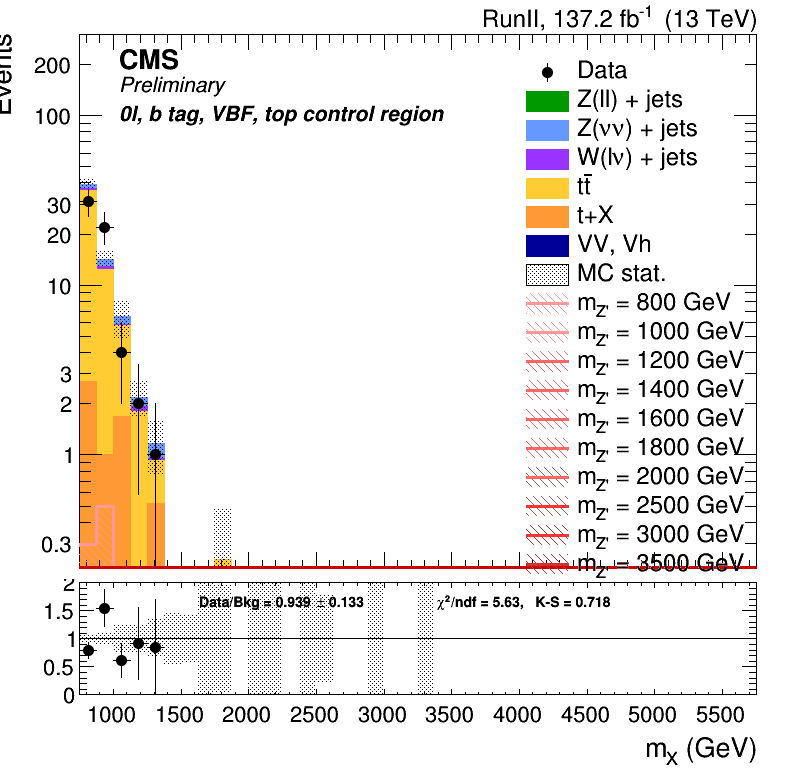 RunII, 137.2 fb⁻¹ (13 TeV)
Events
CMS
Preliminary
0l, b tag, VBF, top control region
Data
Z(ll) + jets
Z(νν) + jets
W(lν) + jets
tt̄
t+X
VV, Vh
MC stat.
m_Z' = 800 GeV
m_Z' = 1000 GeV
m_Z' = 1200 GeV
m_Z' = 1400 GeV
m_Z' = 1600 GeV
m_Z' = 1800 GeV
m_Z' = 2000 GeV
m_Z' = 2500 GeV
m_Z' = 3000 GeV
m_Z' = 3500 GeV
200
100
30
20
10
3
2
1
0.3
2
1.5
1
0.5
0
Data/Bkg = 0.939 ± 0.133
χ²/ndf = 5.63, K-S = 0.718
1000 1500 2000 2500 3000 3500 4000 4500 5000 5500
m_X (GeV)